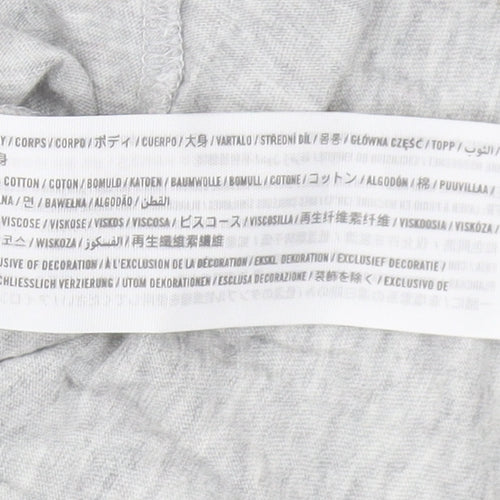 Y / CORPS / CORPO / ボディ / CUERPO / 大身 / VARTALO / STŘEDNÍ DÍL / 몸통 / GŁÓWNA CZĘŚĆ / TOPP / الثوب /
身
COTTON / COTON / BOMULD / KATOEN / BAUMWOLLE / BOMULL / COTONE / コットン / ALGODÓN / 棉 / PUUVILLAA /
LNA / 면 / BAWEŁNA / ALGODÃO / القطن /
VISCOSE / VISKOSE / VISKOS / VISCOSA / ビスコース / VISCOSILLA / 再生纤维素纤维 / VISKOOSIA / VISKÓZA /
코스 / WISKOZA / الفسكوز / 再生纖維素纖維
USIVE OF DECORATION / À L'EXCLUSION DE LA DÉCORATION / EKSKL. DEKORATION / EXCLUSIEF DECORATIE /
CHLIESSLICH VERZIERUNG / UTOM DEKORATIONEN / ESCLUSA DECORAZIONE / 装飾を除く / EXCLUSIVO DE